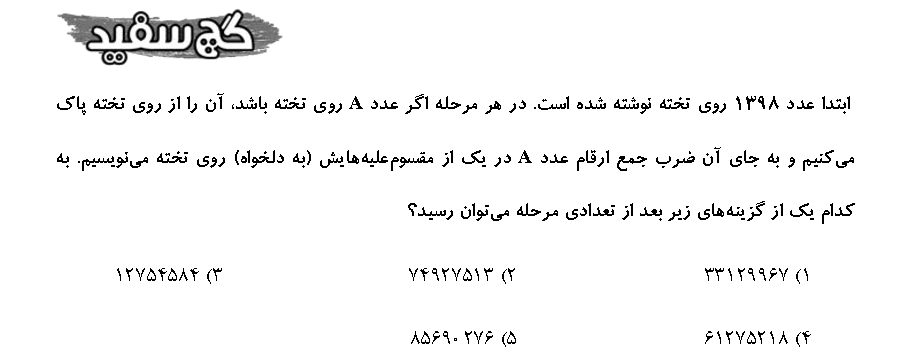 گچ سفید
ابتدا عدد ۱۳۹۸ روی تخته نوشته شده است. در هر مرحله اگر عدد A روی تخته باشد، آن را از روی تخته پاک
می‌کنیم و به جای آن ضرب جمع ارقام عدد A در یک از مقسوم‌علیه‌هایش (به دلخواه) روی تخته می‌نویسیم. به
کدام یک از گزینه‌های زیر بعد از تعدادی مرحله می‌توان رسید؟
۱) ۳۳۱۲۹۹۶۷ ۲) ۷۴۹۲۷۵۱۳ ۳) ۱۲۷۵۴۵۸۴
۴) ۶۱۲۷۵۲۱۸ ۵) ۸۵۶۹۰۲۷۶